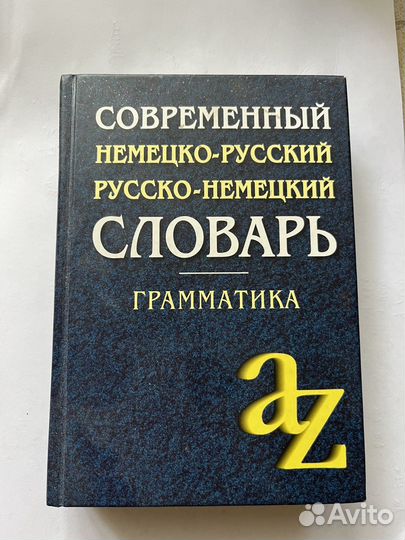 СОВРЕМЕННЫЙ
НЕМЕЦКО-РУССКИЙ
РУССКО-НЕМЕЦКИЙ
СЛОВАРЬ
ГРАММАТИКА
aZ
Avito